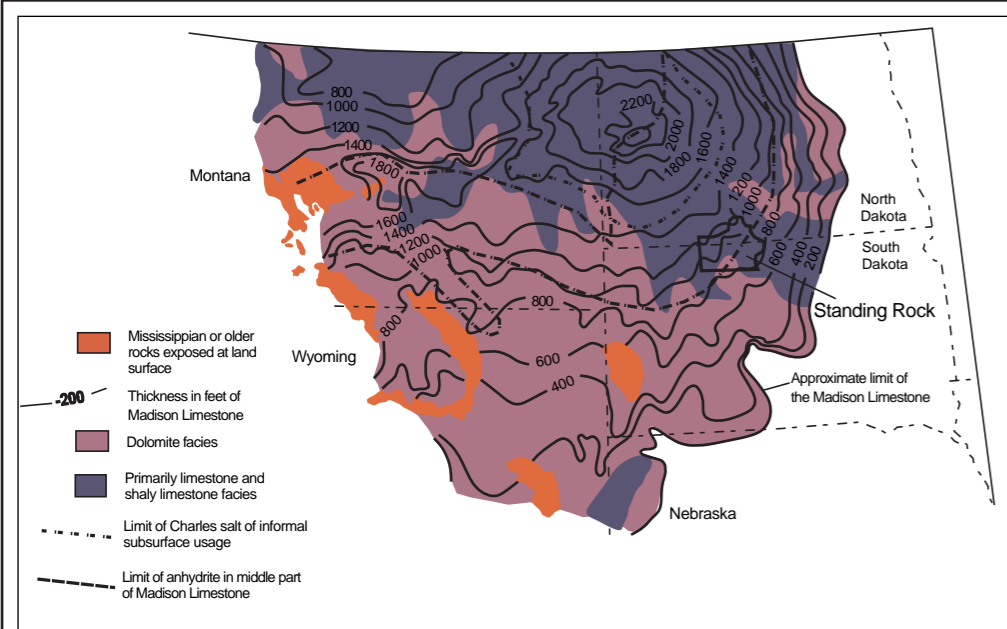 800
1000
1200
1400
1800
1600
1400
1200
1000
800
800
600
400
2200
2000
1800
1600
1400
1200
1000
800
600
400
200
Montana
Wyoming
North
Dakota
South
Dakota
Standing Rock
Approximate limit of
the Madison Limestone
Nebraska
Mississippian or older
rocks exposed at land
surface
-200
Thickness in feet of
Madison Limestone
Dolomite facies
Primarily limestone and
shaly limestone facies
Limit of Charles salt of informal
subsurface usage
Limit of anhydrite in middle part
of Madison Limestone